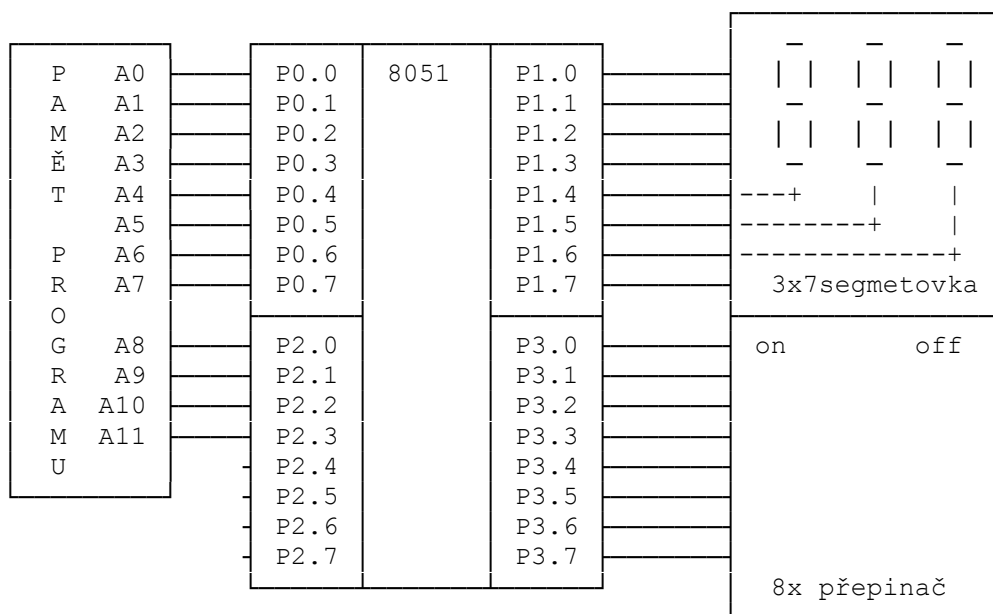 P A0 P0.0 8051 P1.0
A A1 P0.1 P1.1
M A2 P0.2 P1.2
Ě A3 P0.3 P1.3
T A4 P0.4 P1.4
A5 P0.5 P1.5
P A6 P0.6 P1.6
R A7 P0.7 P1.7 3x7segmetovka
O
G A8 P2.0 P3.0 on off
R A9 P2.1 P3.1
A A10 P2.2 P3.2
M A11 P2.3 P3.3
U P2.4 P3.4
P2.5 P3.5
P2.6 P3.6
P2.7 P3.7
8x přepinač